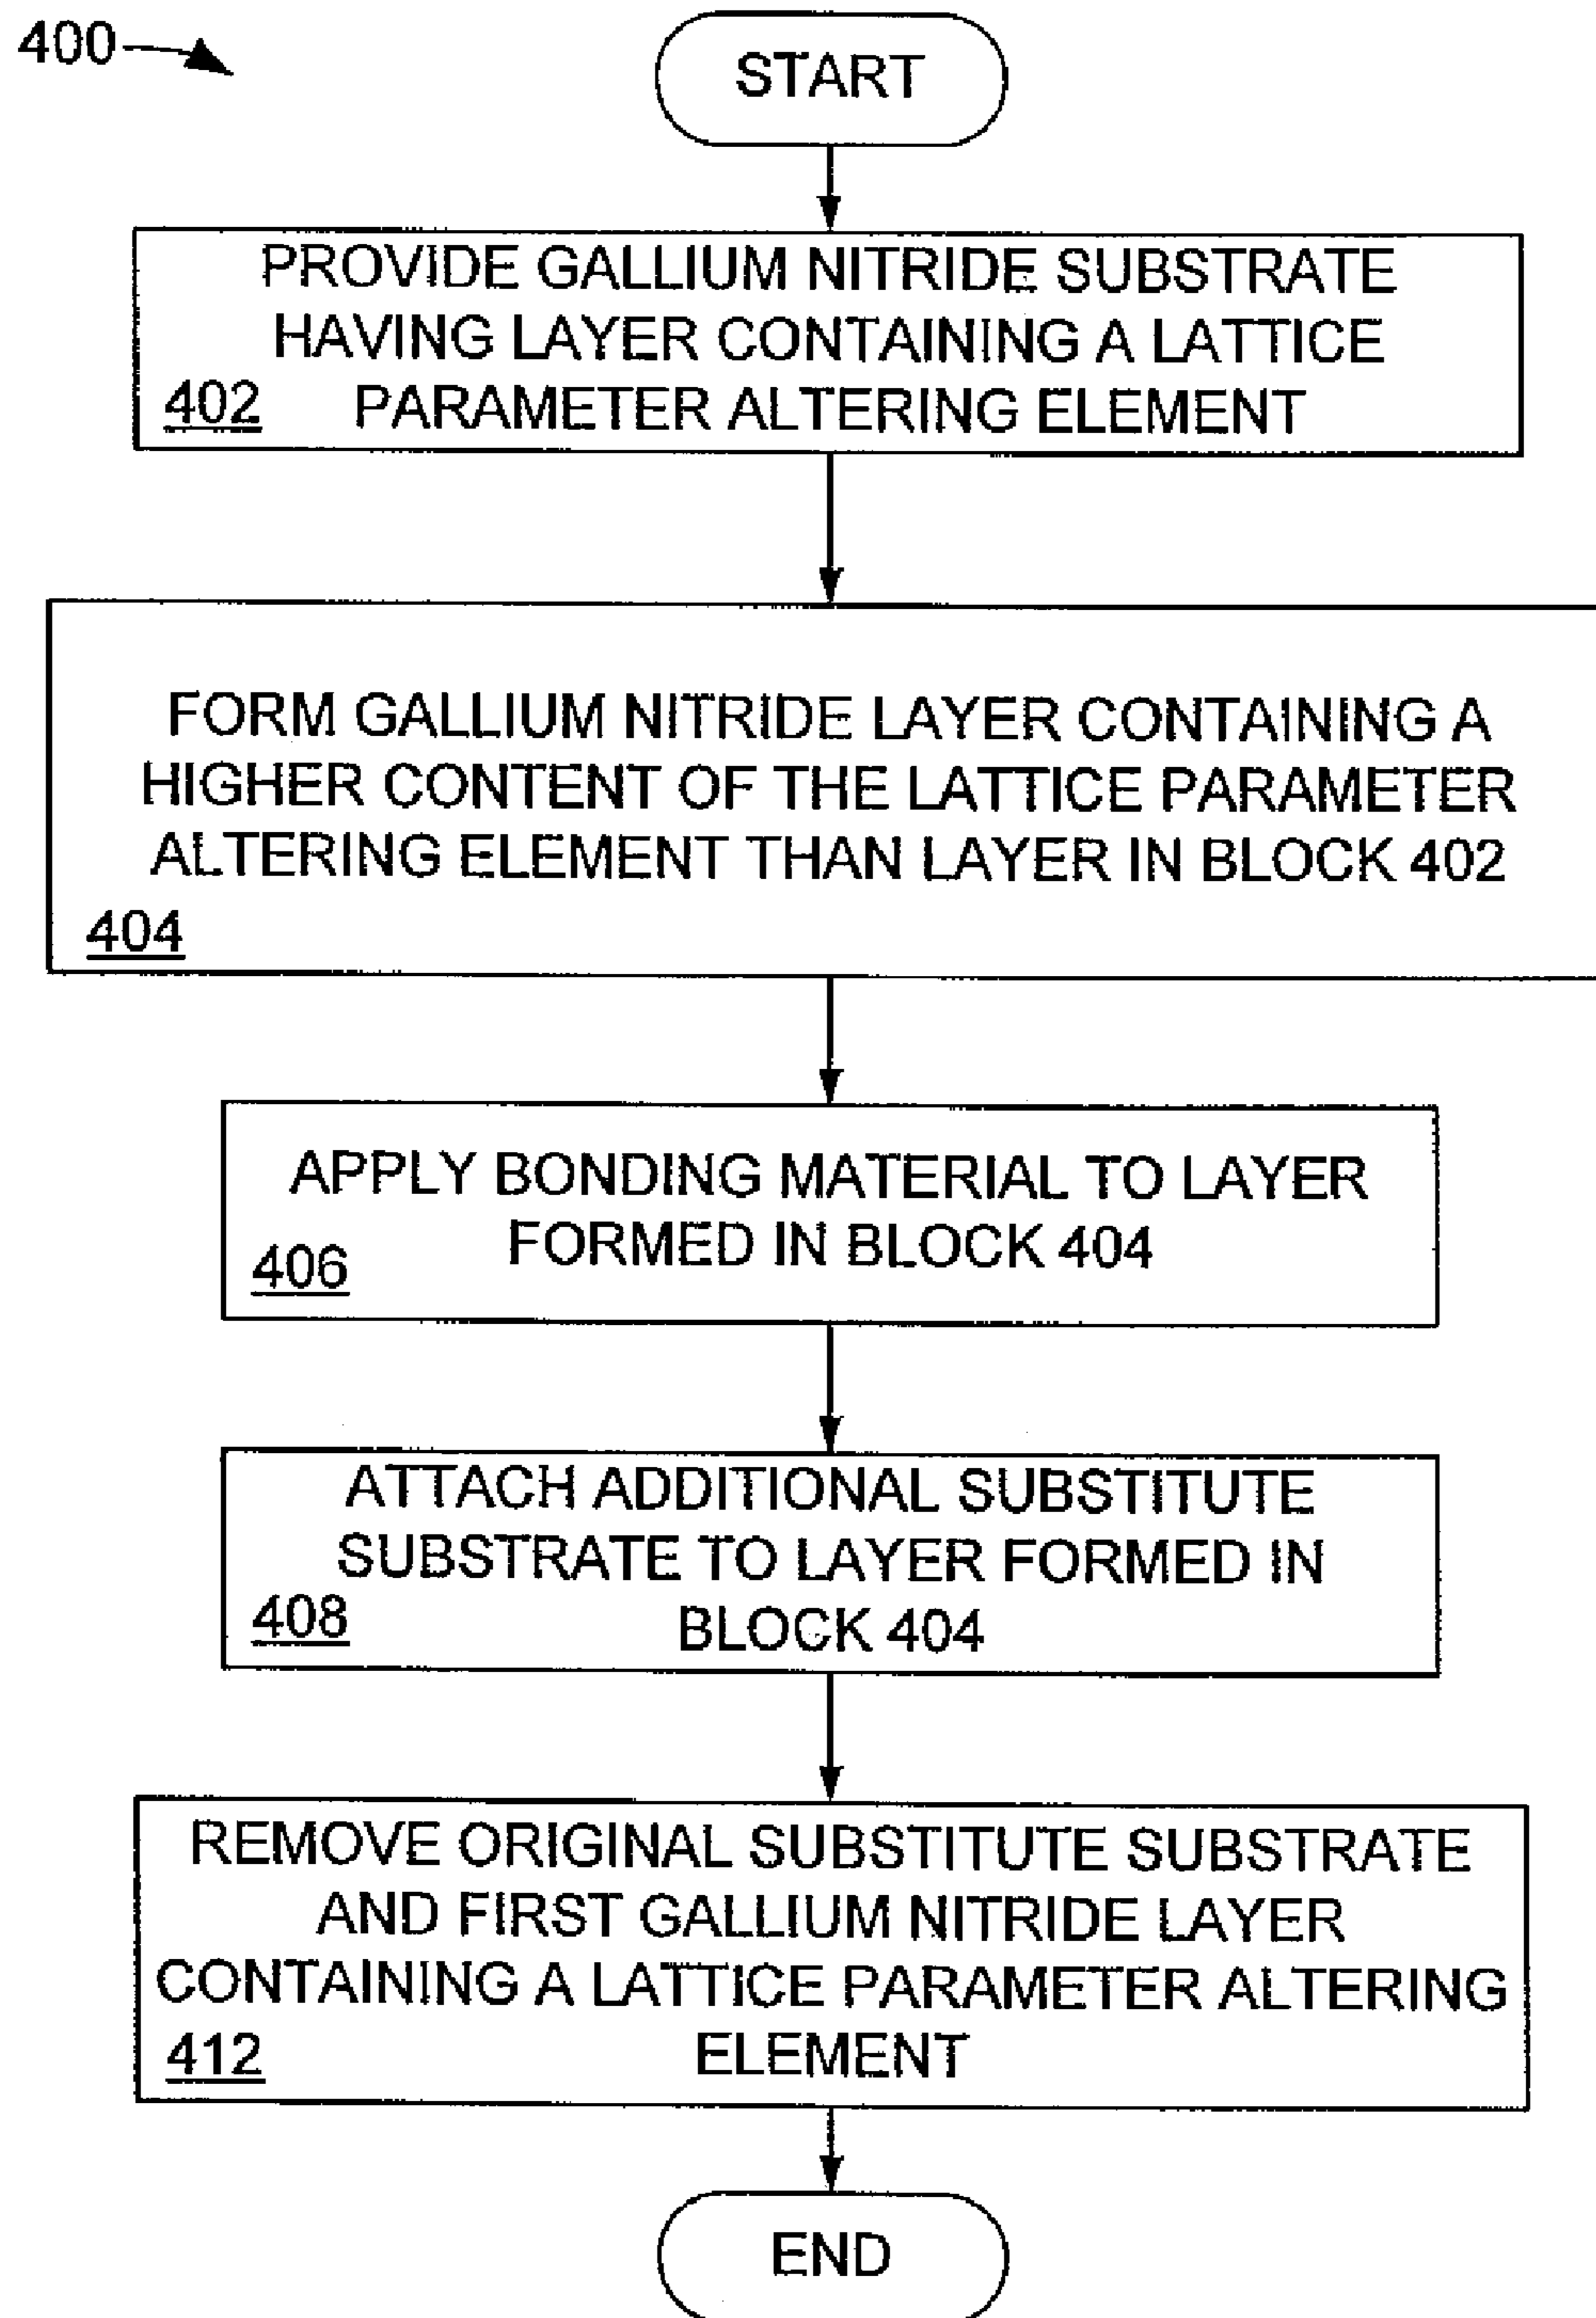 400
START
PROVIDE GALLIUM NITRIDE SUBSTRATE
HAVING LAYER CONTAINING A LATTICE
402 PARAMETER ALTERING ELEMENT
FORM GALLIUM NITRIDE LAYER CONTAINING A
HIGHER CONTENT OF THE LATTICE PARAMETER
ALTERING ELEMENT THAN LAYER IN BLOCK 402
404
APPLY BONDING MATERIAL TO LAYER
FORMED IN BLOCK 404
406
ATTACH ADDITIONAL SUBSTITUTE
SUBSTRATE TO LAYER FORMED IN
408
BLOCK 404
REMOVE ORIGINAL SUBSTITUTE SUBSTRATE
AND FIRST GALLIUM NITRIDE LAYER
CONTAINING A LATTICE PARAMETER ALTERING
412 ELEMENT
END